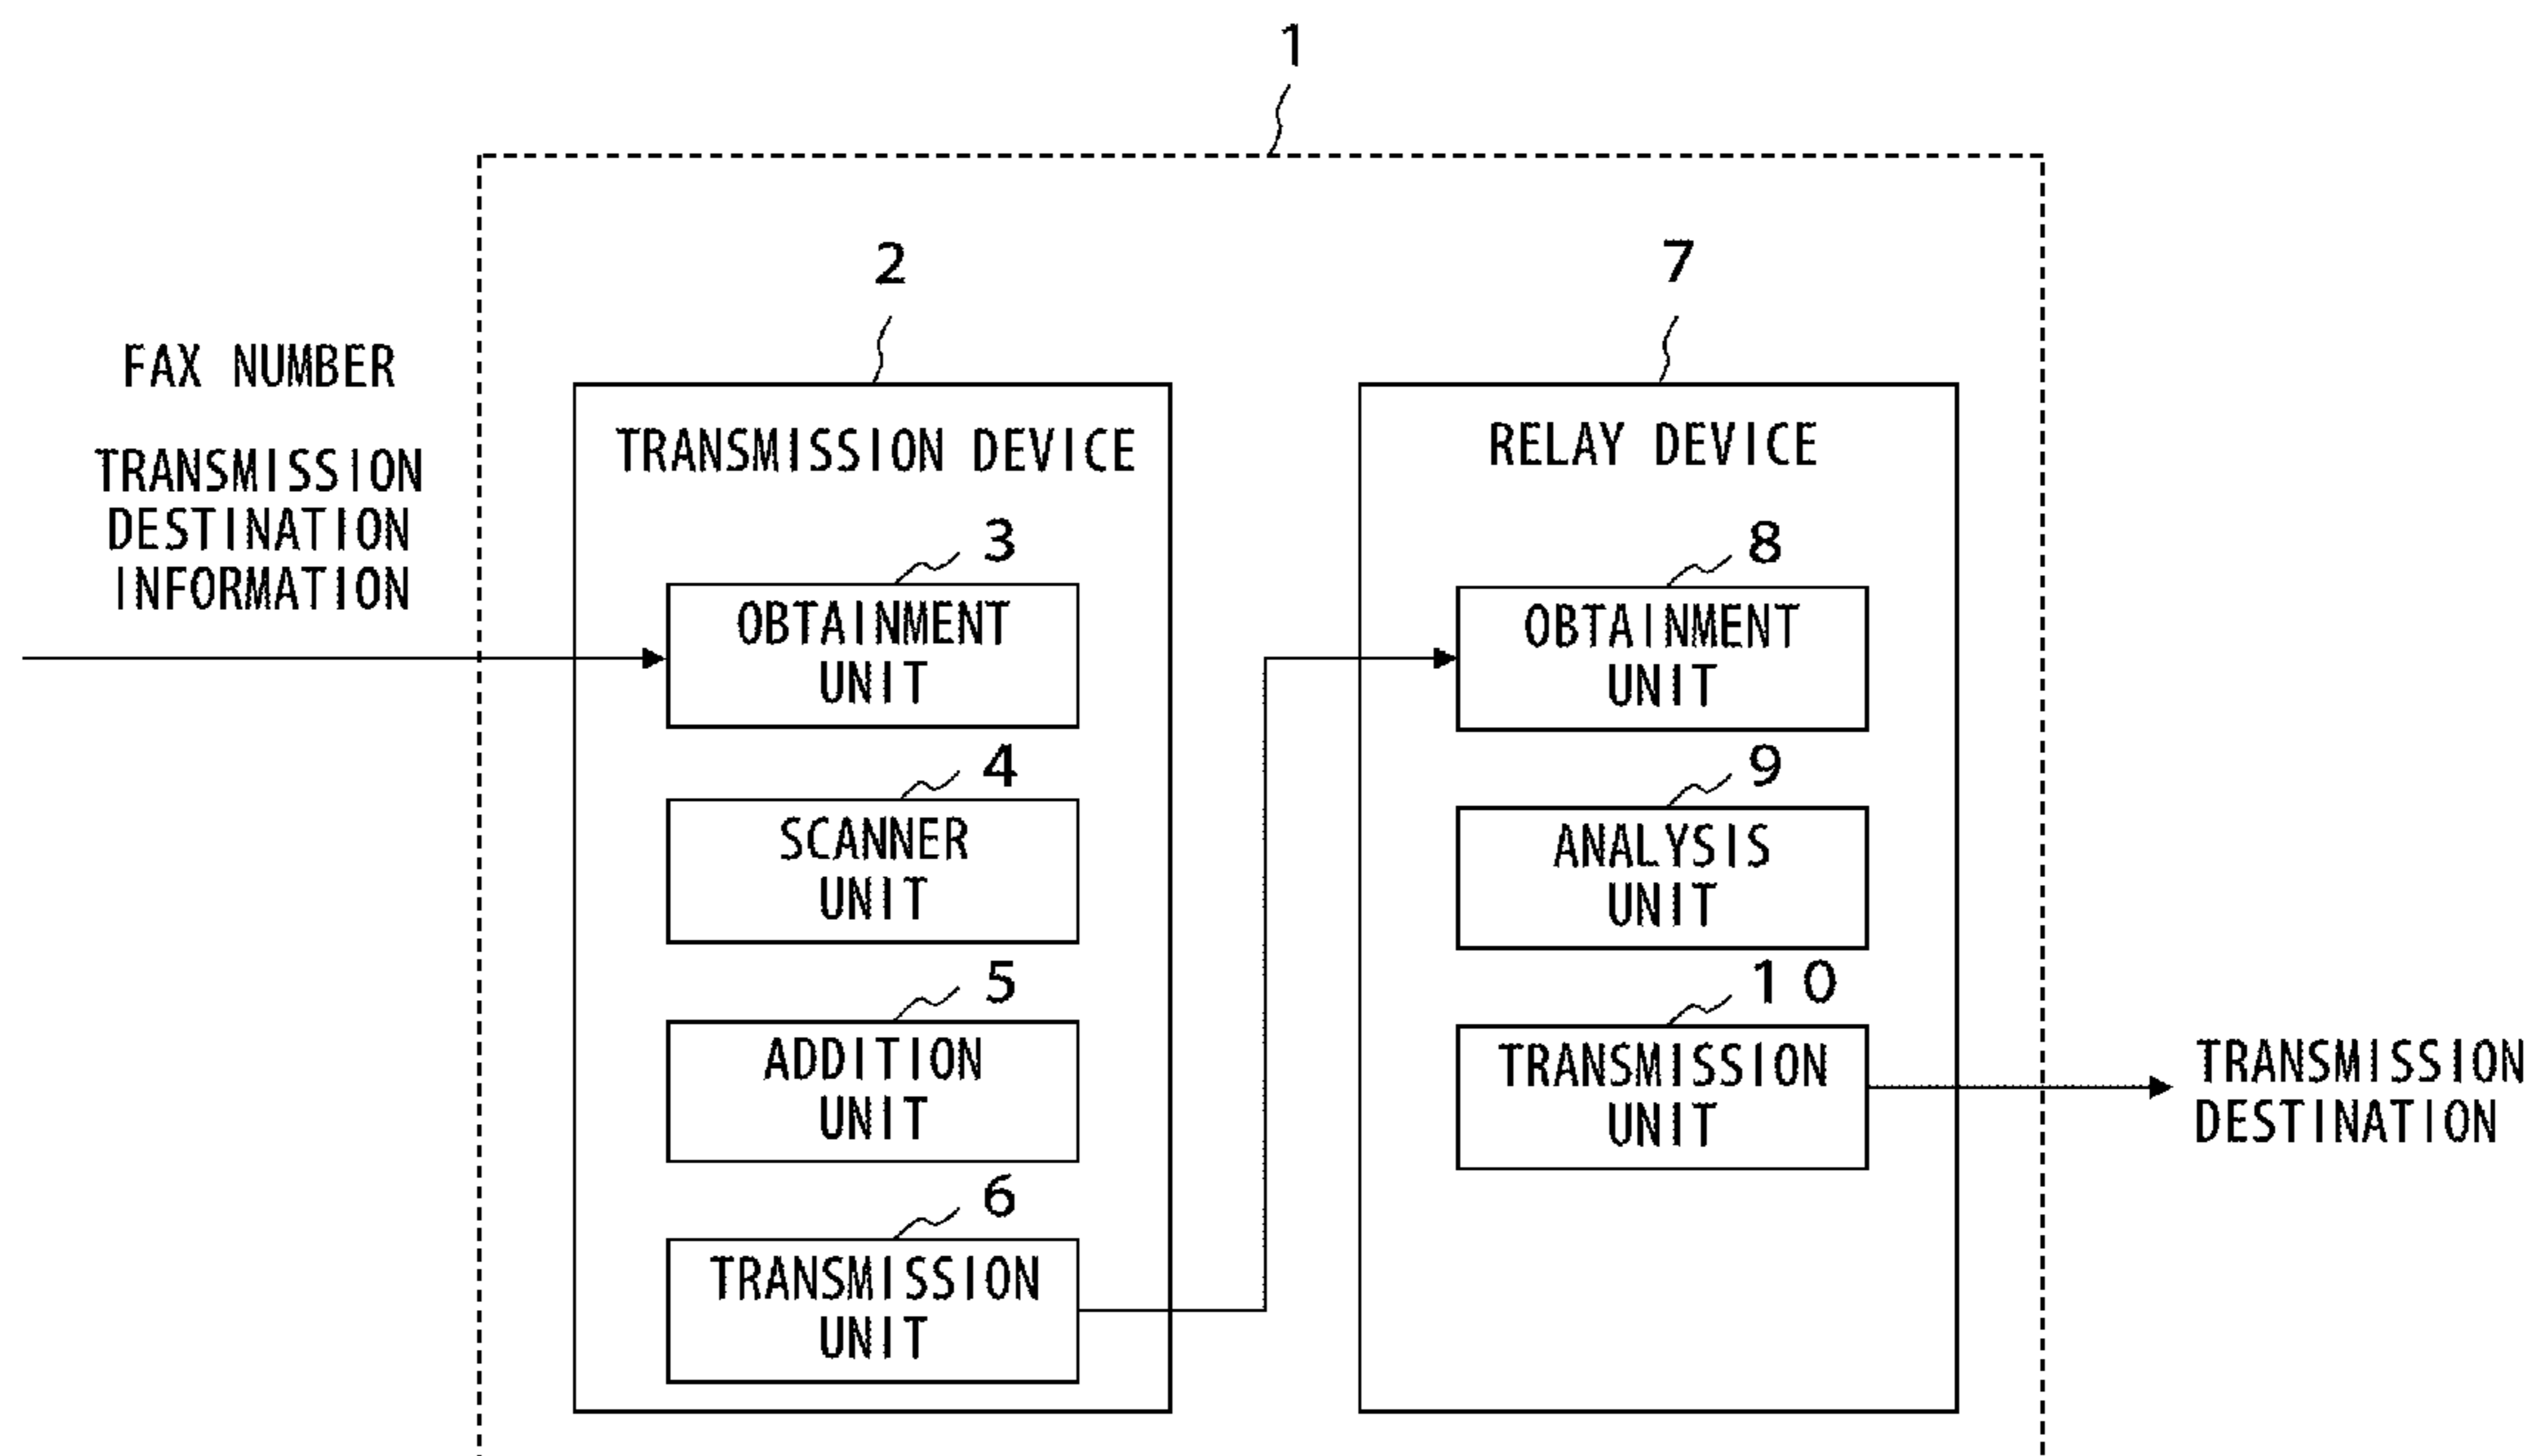 1
2
7
FAX NUMBER
TRANSMISSION
DESTINATION
INFORMATION
TRANSMISSION DEVICE
3
OBTAINMENT
UNIT
4
SCANNER
UNIT
5
ADDITION
UNIT
6
TRANSMISSION
UNIT
RELAY DEVICE
8
OBTAINMENT
UNIT
9
ANALYSIS
UNIT
10
TRANSMISSION
UNIT
TRANSMISSION
DESTINATION